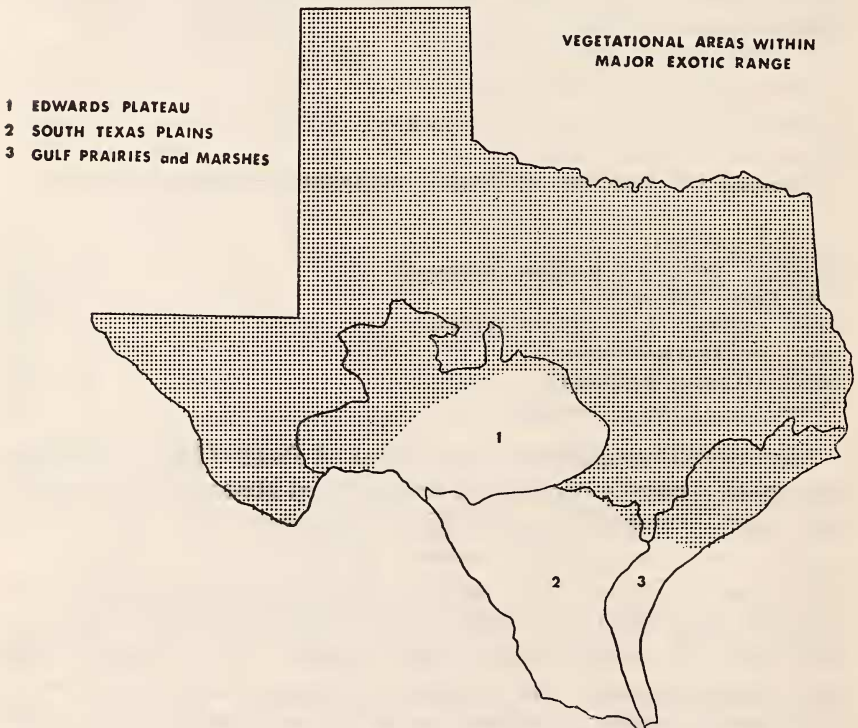 VEGETATIONAL AREAS WITHIN
MAJOR EXOTIC RANGE
1 EDWARDS PLATEAU
2 SOUTH TEXAS PLAINS
3 GULF PRAIRIES and MARSHES
1
2
3